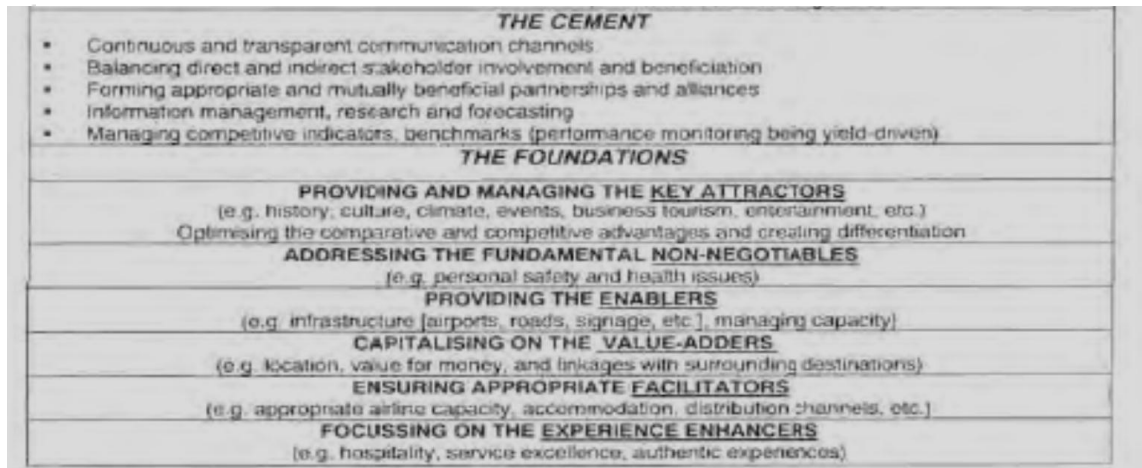 THE CEMENT
▪ Continuous and transparent communication channels
▪ Balancing direct and indirect stakeholder involvement and beneficiation
▪ Forming appropriate and mutually beneficial partnerships and alliances
▪ Information management, research and forecasting
▪ Managing competitive indicators, benchmarks (performance monitoring being yield-driven)
THE FOUNDATIONS
PROVIDING AND MANAGING THE KEY ATTRACTORS
(e.g. history, culture, climate, events, business tourism, entertainment, etc.)
Optimising the comparative and competitive advantages and creating differentiation
ADDRESSING THE FUNDAMENTAL NON-NEGOTIABLES
(e.g. personal safety and health issues)
PROVIDING THE ENABLERS
(e.g. infrastructure [airports, roads, signage, etc.], managing capacity)
CAPITALISING ON THE VALUE-ADDERS
(e.g. location, value for money, and linkages with surrounding destinations)
ENSURING APPROPRIATE FACILITATORS
(e.g. appropriate airline capacity, accommodation, distribution channels, etc.)
FOCUSSING ON THE EXPERIENCE ENHANCERS
(e.g. hospitality, service excellence, authentic experiences)